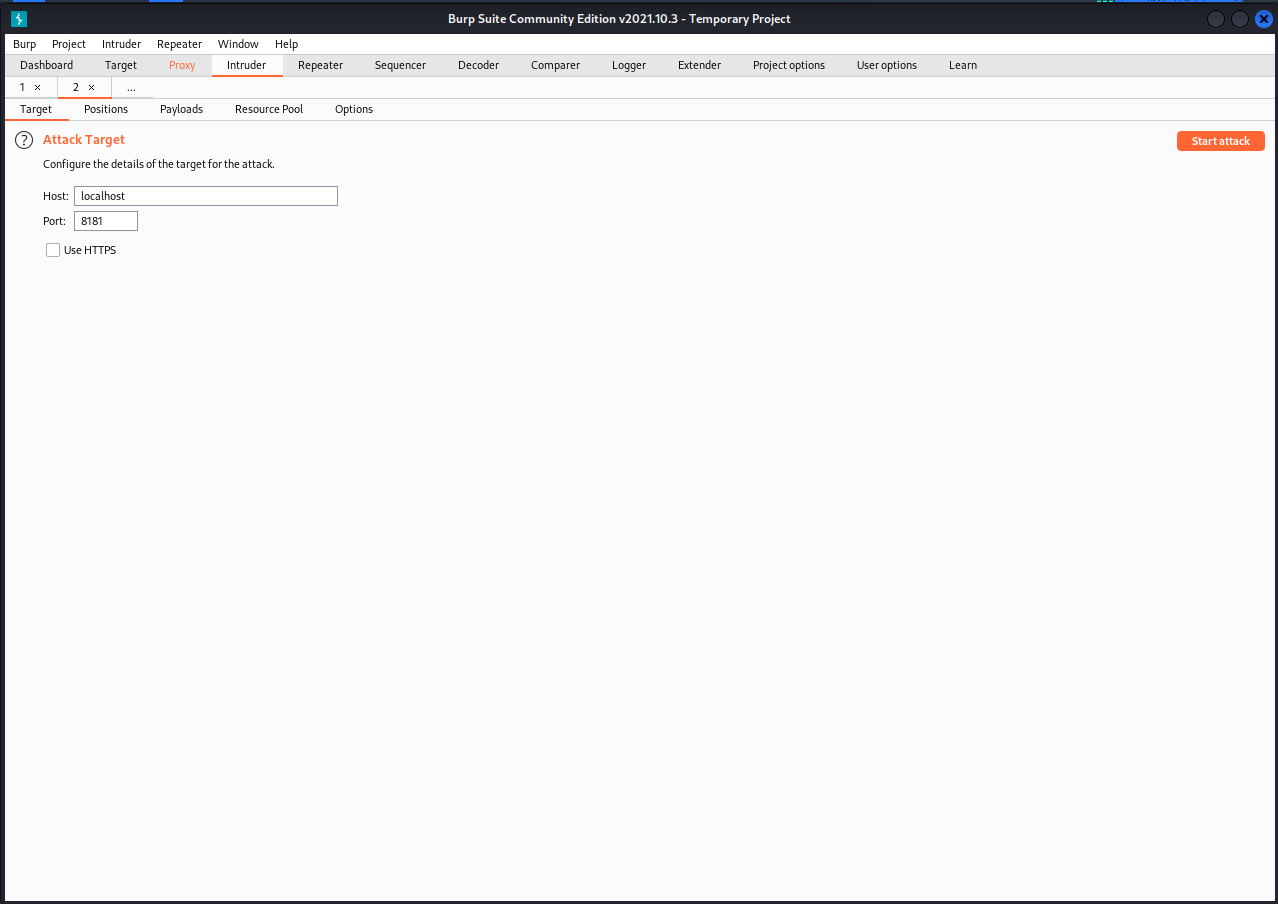 Burp Suite Community Edition v2021.10.3 - Temporary Project
Burp Project Intruder Repeater Window Help
Dashboard Target Proxy Intruder Repeater Sequencer Decoder Comparer Logger Extender Project options User options Learn
1 × 2 × ...
Target Positions Payloads Resource Pool Options
? Attack Target Start attack
Configure the details of the target for the attack.
Host: localhost
Port: 8181
Use HTTPS